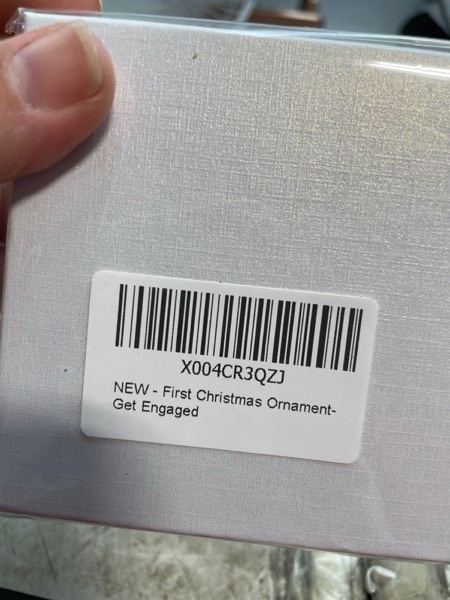 X004CR3QZJ
NEW - First Christmas Ornament-
Get Engaged